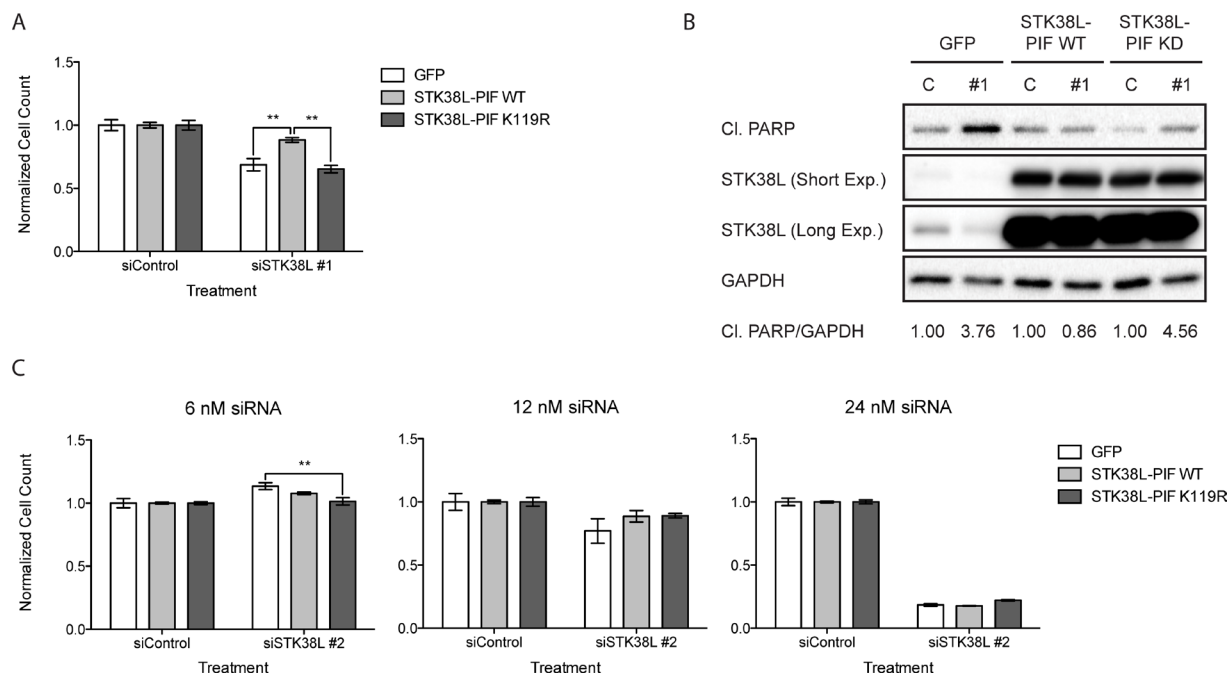 A
Normalized Cell Count
1.5
1.0
0.5
1.0
** **
siControl siSTK38L #1
Treatment
GFP
STK38L-PIF WT
STK38L-PIF K119R
B
GFP
STK38L-
PIF WT
STK38L-
PIF KD
C #1 C #1 C #1
Cl. PARP
STK38L (Short Exp.)
STK38L (Long Exp.)
GAPDH
Cl. PARP/GAPDH 1.00 3.76 1.00 0.86 1.00 4.56
C
6 nM siRNA
Normalized Cell Count
1.5
1.0
1.0
0.0
**
siControl siSTK38L #2
Treatment
12 nM siRNA
1.5
1.0
0.5
0.0
siControl siSTK38L #2
Treatment
24 nM siRNA
1.5
1.0
0.5
0.0
siControl siSTK38L #2
Treatment
GFP
STK38L-PIF WT
STK38L-PIF K119R